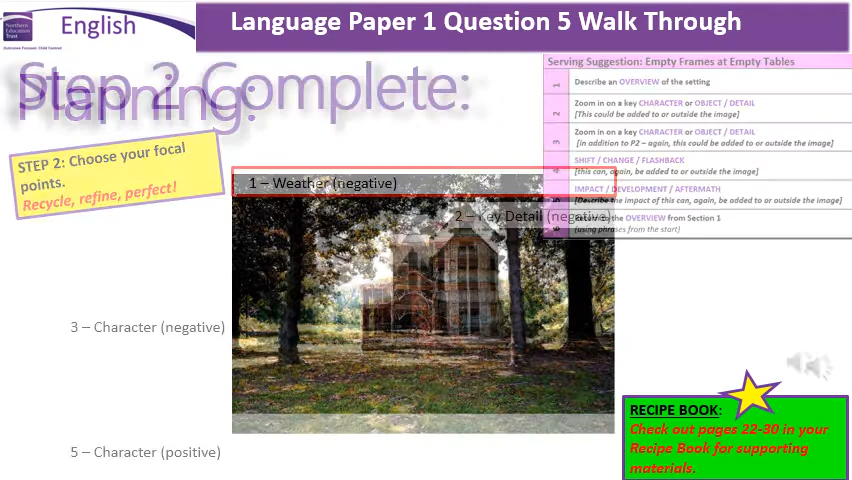 Northern
Education
Trust
English
Outcomes Focused: Child Centred
Language Paper 1 Question 5 Walk Through
Step 2 Complete:
Planning:
STEP 2: Choose your focal
points.
Recycle, refine, perfect!
Serving Suggestion: Empty Frames at Empty Tables
1
Describe an OVERVIEW of the setting
2
Zoom in on a key CHARACTER or OBJECT / DETAIL
[This could be added to or outside the image]
3
Zoom in on a key CHARACTER or OBJECT / DETAIL
[in addition to P2 – again, this could be added to or outside the image]
4
SHIFT / CHANGE / FLASHBACK
[this can, again, be added to or outside the image]
5
IMPACT / DEVELOPMENT / AFTERMATH
[Describe the impact of this can, again, be added to or outside the image]
6
Return to the OVERVIEW from Section 1
(using phrases from the start)
1 – Weather (negative)
2 – Key Detail (negative)
3 – Character (negative)
5 – Character (positive)
RECIPE BOOK:
Check out pages 22-30 in your
Recipe Book for supporting
materials.